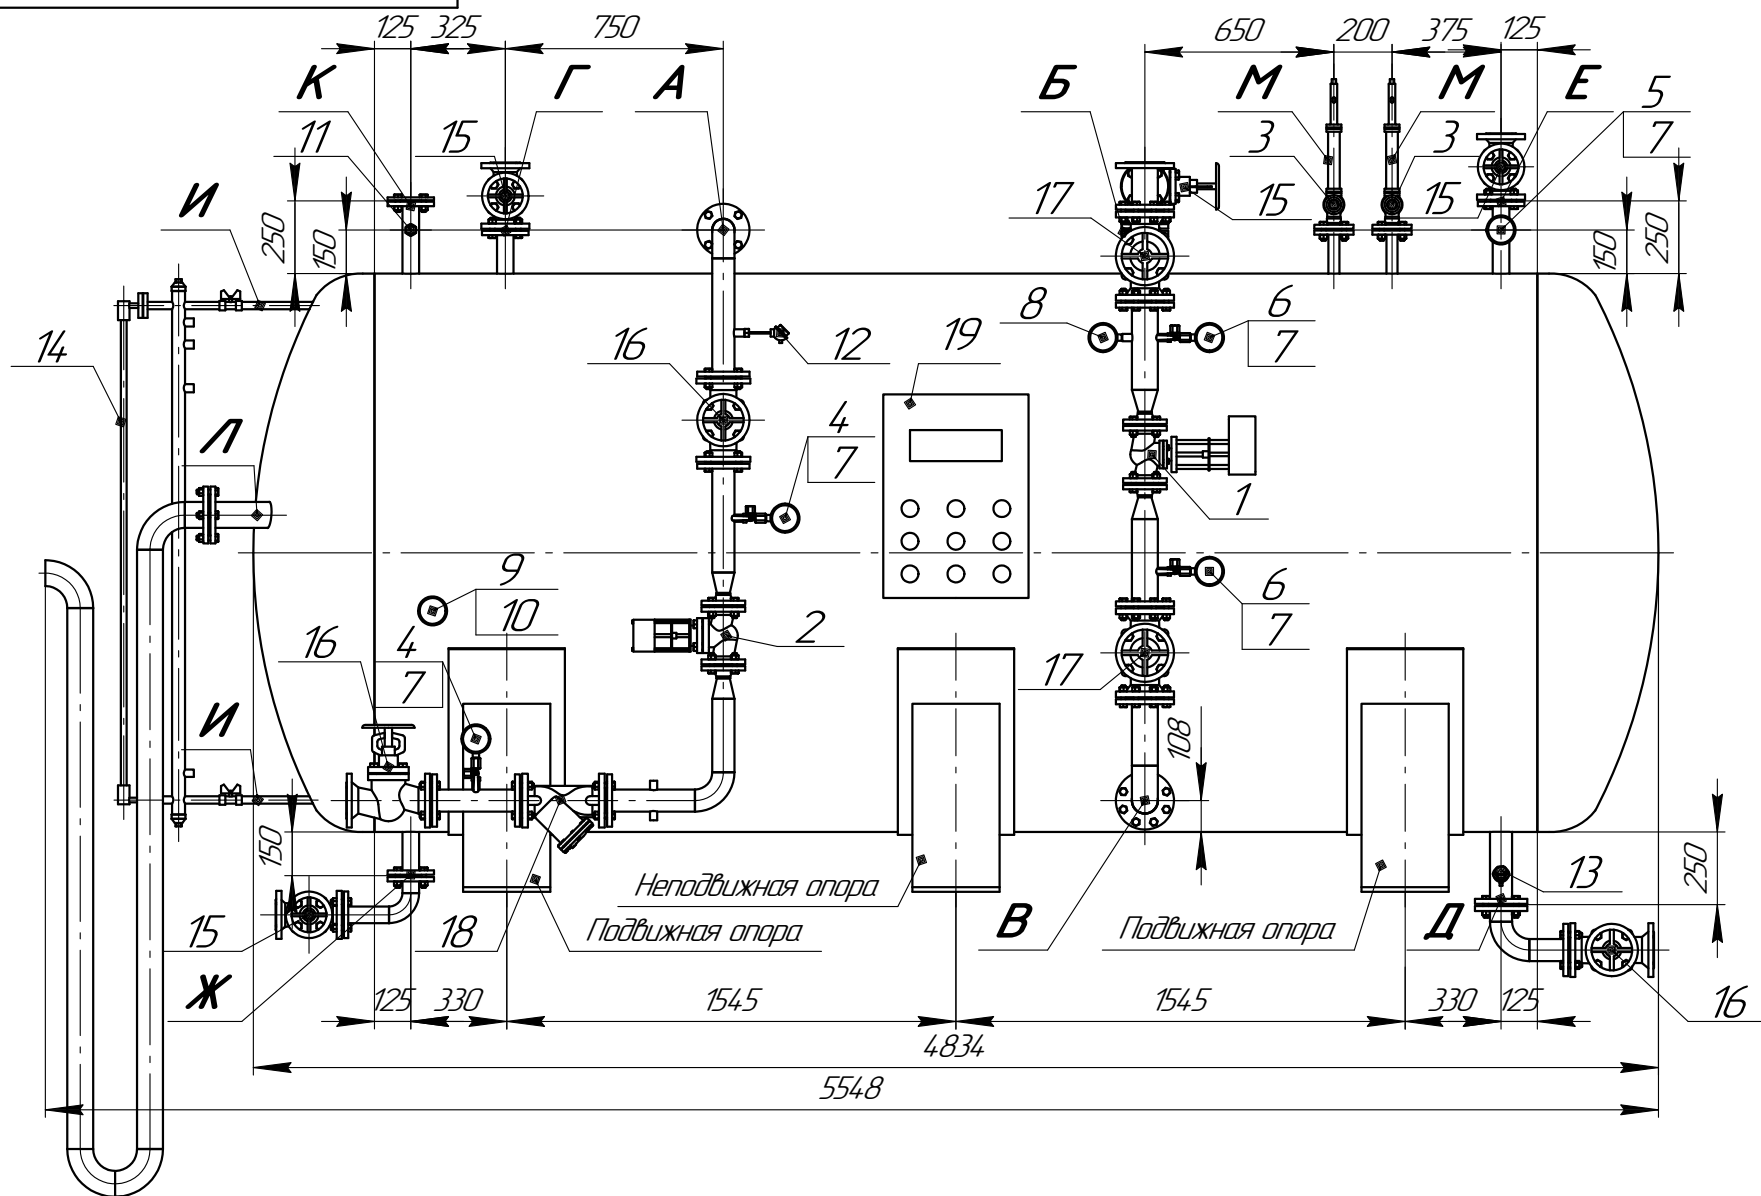 125 325 750 650 200 375 125
К Г А Б М М Е 5
7
11 15 3 3
И 17 15 15
250 150 150 250
8 6
7
14 16 12 19
4
7
Л
1
9
10
6
7
16 4
7
2
17
И
108
150 250
13
Неподвижная опора
15 18 Подвижная опора В Подвижная опора Д
Ж 16
125 330 1545 1545 330 125
4834
5548